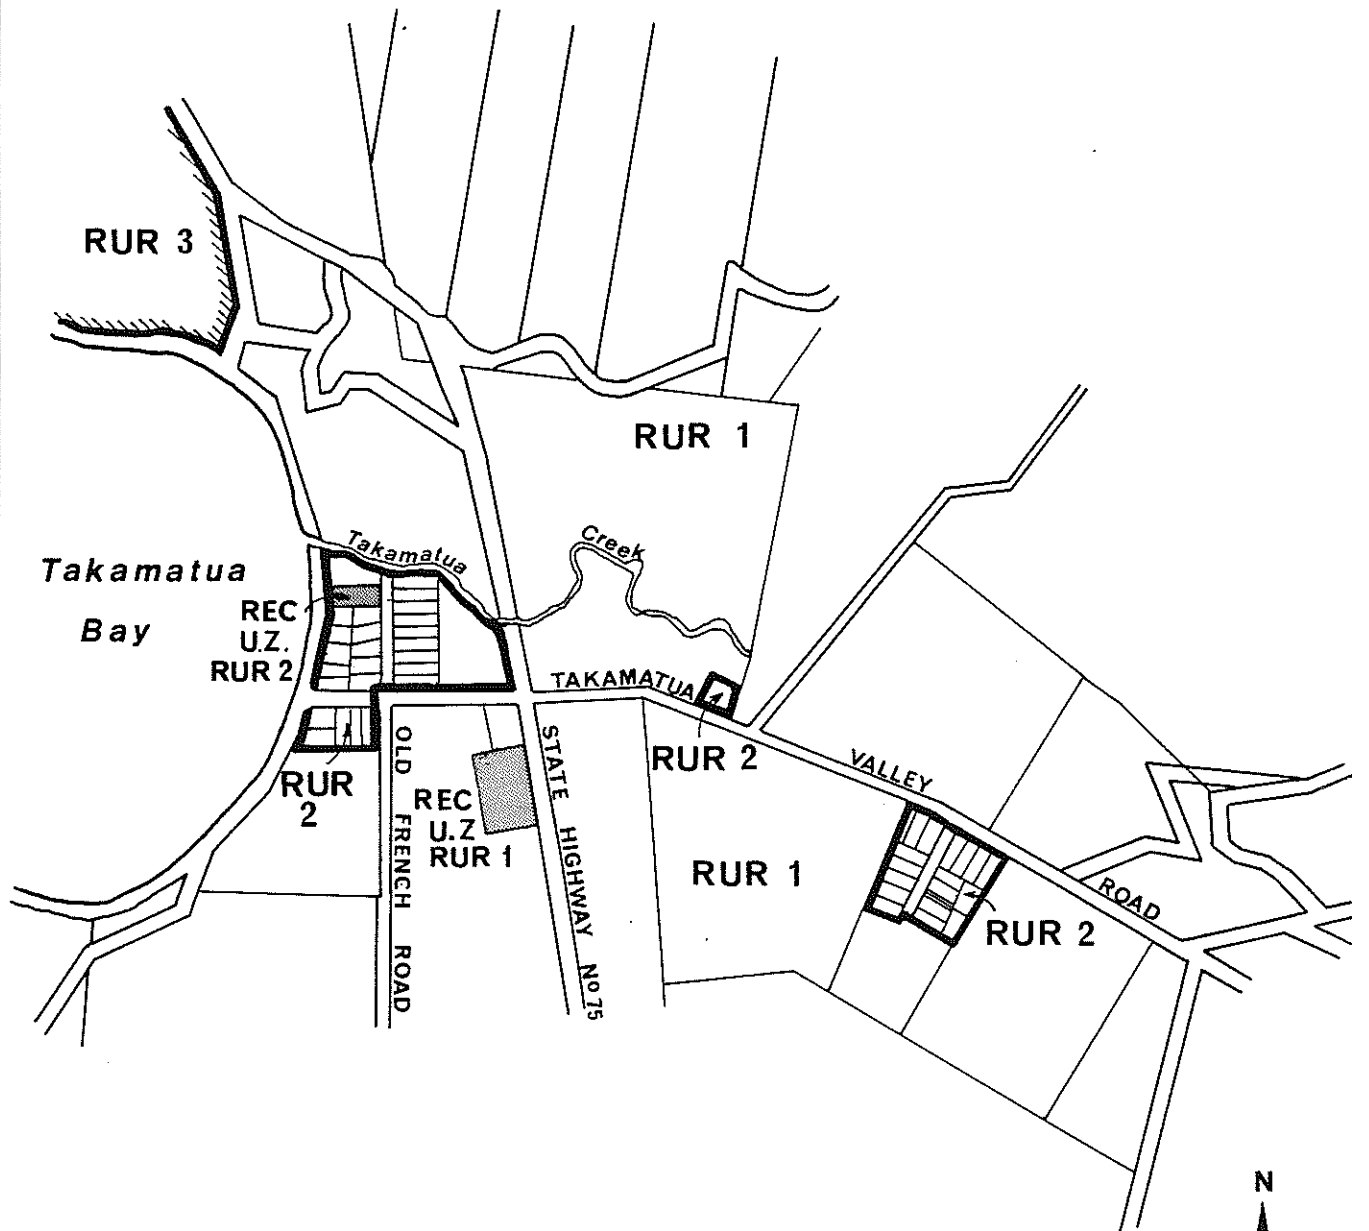 RUR 3
RUR 1
Takamatua
Creek
Takamatua
Bay
REC
U.Z.
RUR 2
TAKAMATUA
VALLEY
ROAD
RUR 2
RUR
2
OLD FRENCH ROAD
REC
U.Z
RUR 1
STATE HIGHWAY Nº 75
RUR 1
RUR 2
N